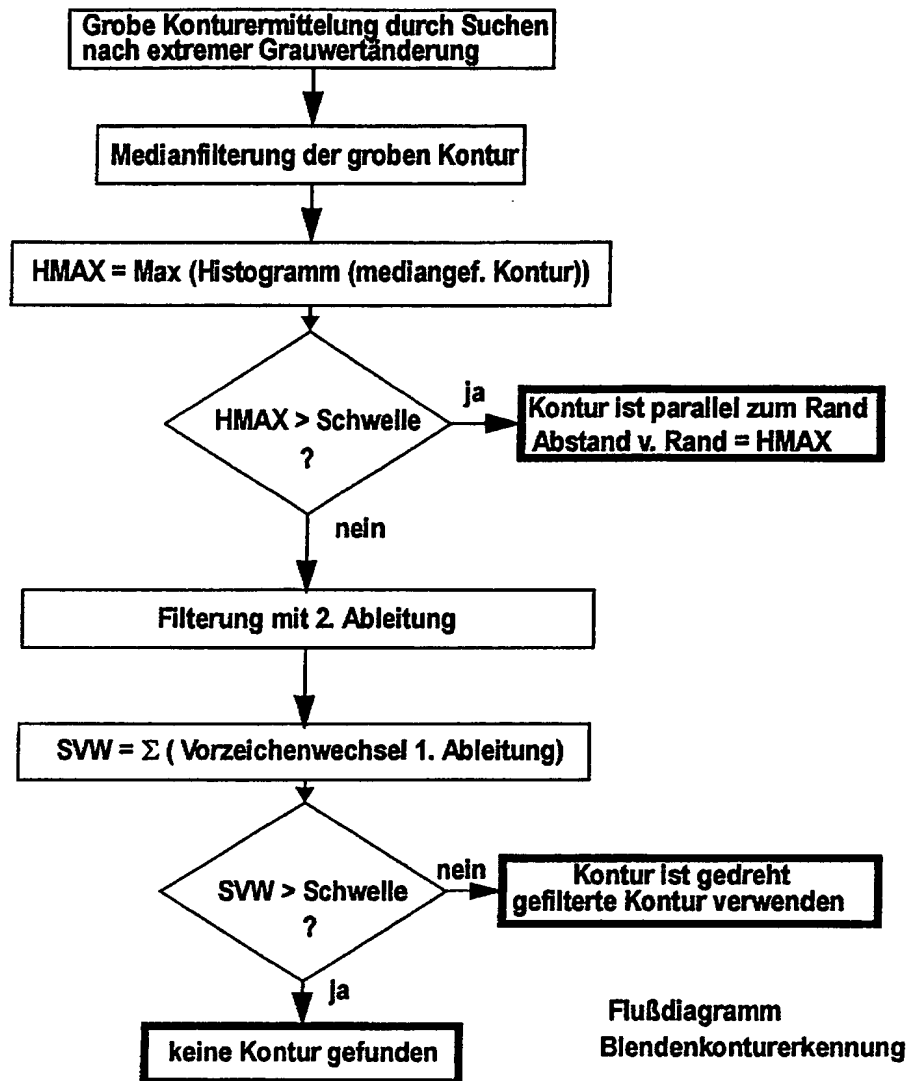 Grobe Konturermittelung durch Suchen
nach extremer Grauwertänderung
Medianfilterung der groben Kontur
HMAX = Max (Histogramm (mediangef. Kontur))
HMAX > Schwelle
?
ja
Kontur ist parallel zum Rand
Abstand v. Rand = HMAX
nein
Filterung mit 2. Ableitung
SVW = Σ ( Vorzeichenwechsel 1. Ableitung)
SVW > Schwelle
?
nein
Kontur ist gedreht
gefilterte Kontur verwenden
ja
keine Kontur gefunden
Flußdiagramm
Blendenkonturerkennung